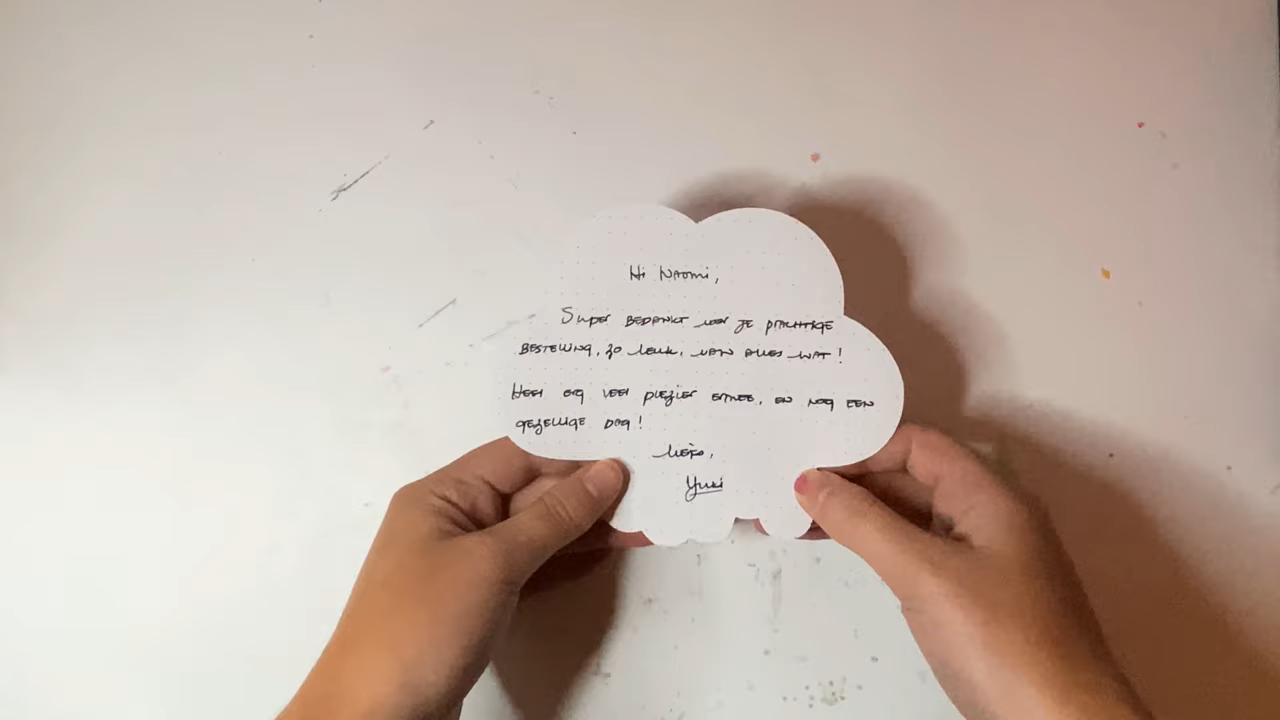 Hi Naomi,
Super bedankt voor je prachtige
bestelling, zo leuk, van alles wat!
Heel erg veel plezier ermee, en nog een
gezellige dag!
Liefs,
Yuki